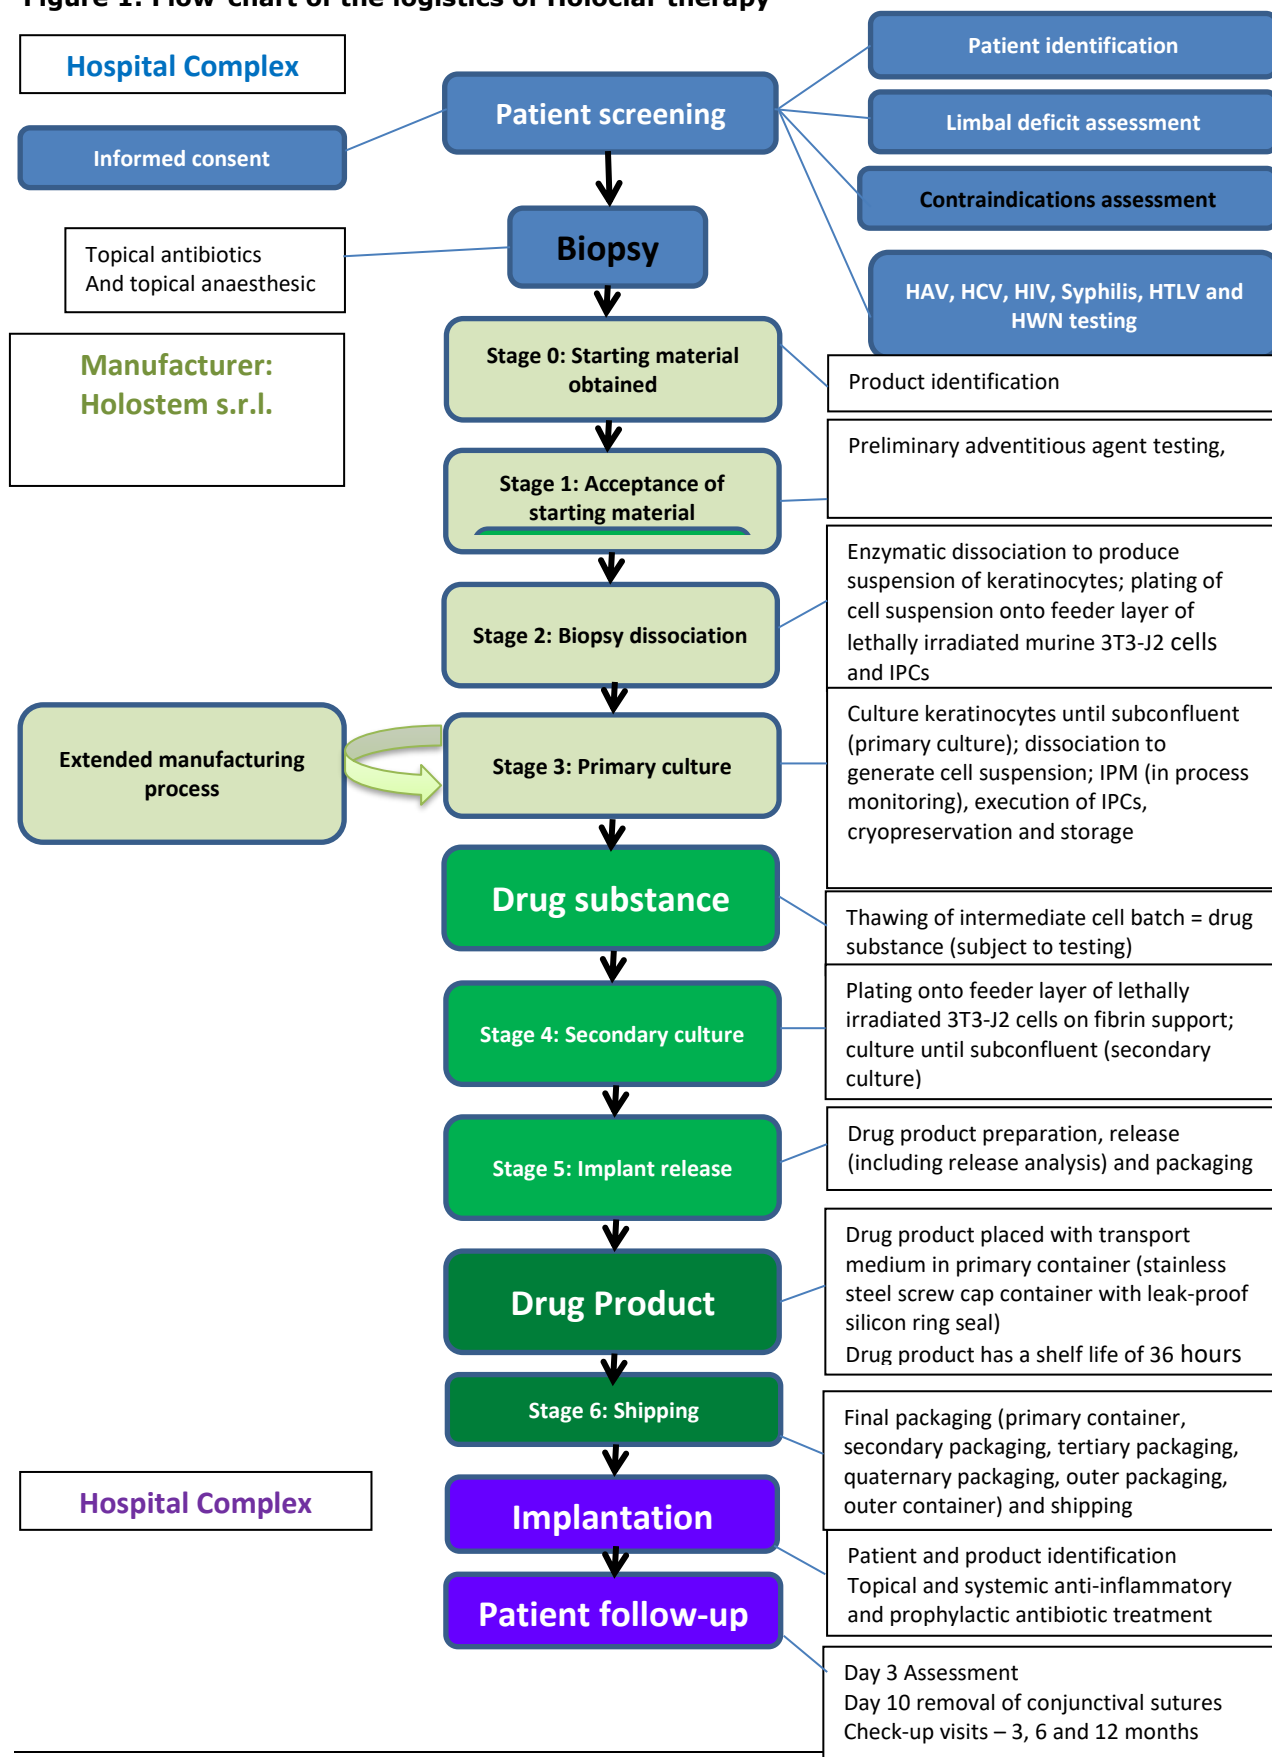 Figure 1: Flow-chart of the logistics of Holoclar therapy
Hospital Complex
Patient screening
Patient identification
Limbal deficit assessment
Informed consent
Contraindications assessment
HAV, HCV, HIV, Syphilis, HTLV and
HWN testing
Biopsy
Topical antibiotics
And topical anaesthesic
Manufacturer:
Holostem s.r.l.
Stage 0: Starting material
obtained
Product identification
Stage 1: Acceptance of
starting material
Preliminary adventitious agent testing,
Stage 2: Biopsy dissociation
Enzymatic dissociation to produce
suspension of keratinocytes; plating of
cell suspension onto feeder layer of
lethally irradiated murine 3T3-J2 cells
and IPCs
Extended manufacturing
process
Stage 3: Primary culture
Culture keratinocytes until subconfluent
(primary culture); dissociation to
generate cell suspension; IPM (in process
monitoring), execution of IPCs,
cryopreservation and storage
Drug substance
Thawing of intermediate cell batch = drug
substance (subject to testing)
Stage 4: Secondary culture
Plating onto feeder layer of lethally
irradiated 3T3-J2 cells on fibrin support;
culture until subconfluent (secondary
culture)
Stage 5: Implant release
Drug product preparation, release
(including release analysis) and packaging
Drug Product
Drug product placed with transport
medium in primary container (stainless
steel screw cap container with leak-proof
silicon ring seal)
Drug product has a shelf life of 36 hours
Stage 6: Shipping
Final packaging (primary container,
secondary packaging, tertiary packaging,
quaternary packaging, outer packaging,
outer container) and shipping
Hospital Complex
Implantation
Patient and product identification
Topical and systemic anti-inflammatory
and prophylactic antibiotic treatment
Patient follow-up
Day 3 Assessment
Day 10 removal of conjunctival sutures
Check-up visits – 3, 6 and 12 months